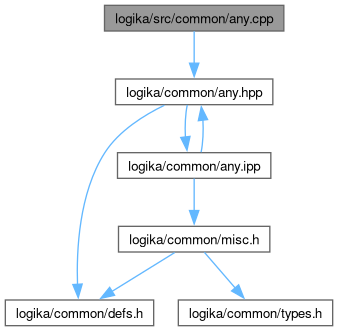 logika/src/common/any.cpp
logika/common/any.hpp
logika/common/any.ipp
logika/common/misc.h
logika/common/defs.h
logika/common/types.h